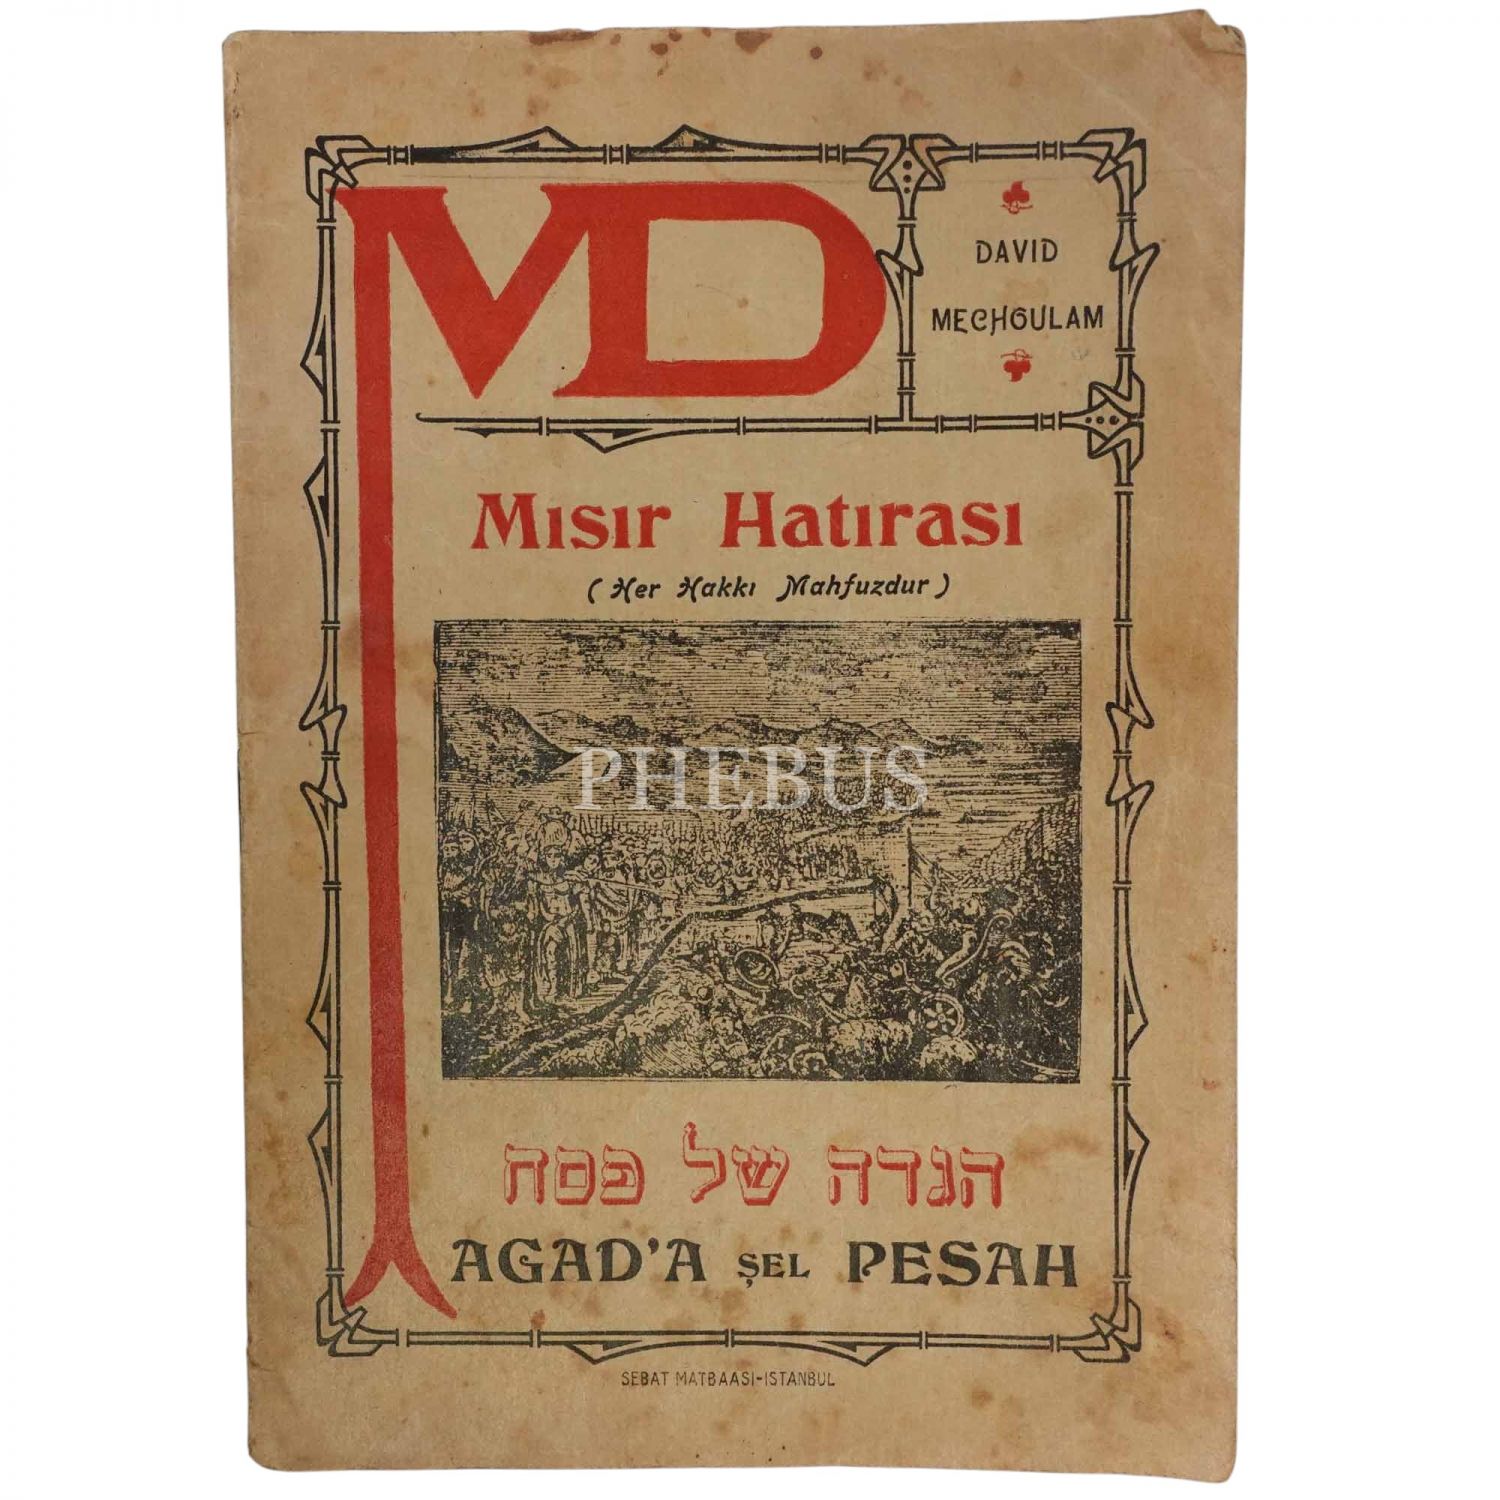 MD
DAVID
MECHOULAM
Mısır Hatırası
( Her Hakkı Mahfuzdur )
PHEBUS
הגדה של פסח
AGAD'A ŞEL PESAH
SEBAT MATBAASI-ISTANBUL